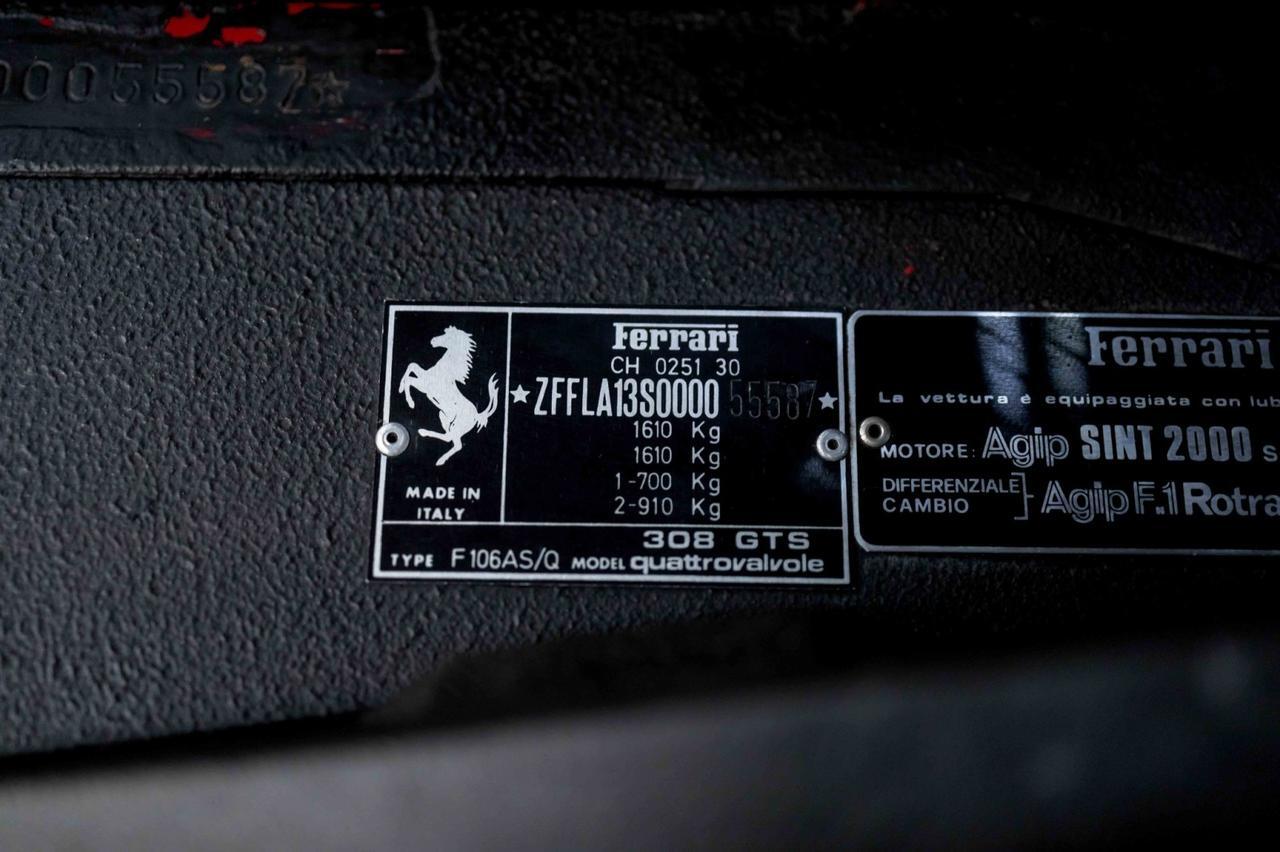 00055587☆
Ferrari
CH 0251 30
★ZFFLA13S000055587★
1610 Kg
1610 Kg
1-700 Kg
2-910 Kg
MADE IN
ITALY
308 GTS
TYPE F106AS/Q MODEL quattrovalvole
Ferrari
La vettura è equipaggiata con lub
MOTORE: Agip SINT 2000 S
DIFFERENZIALE
CAMBIO
Agip F.1 Rotra